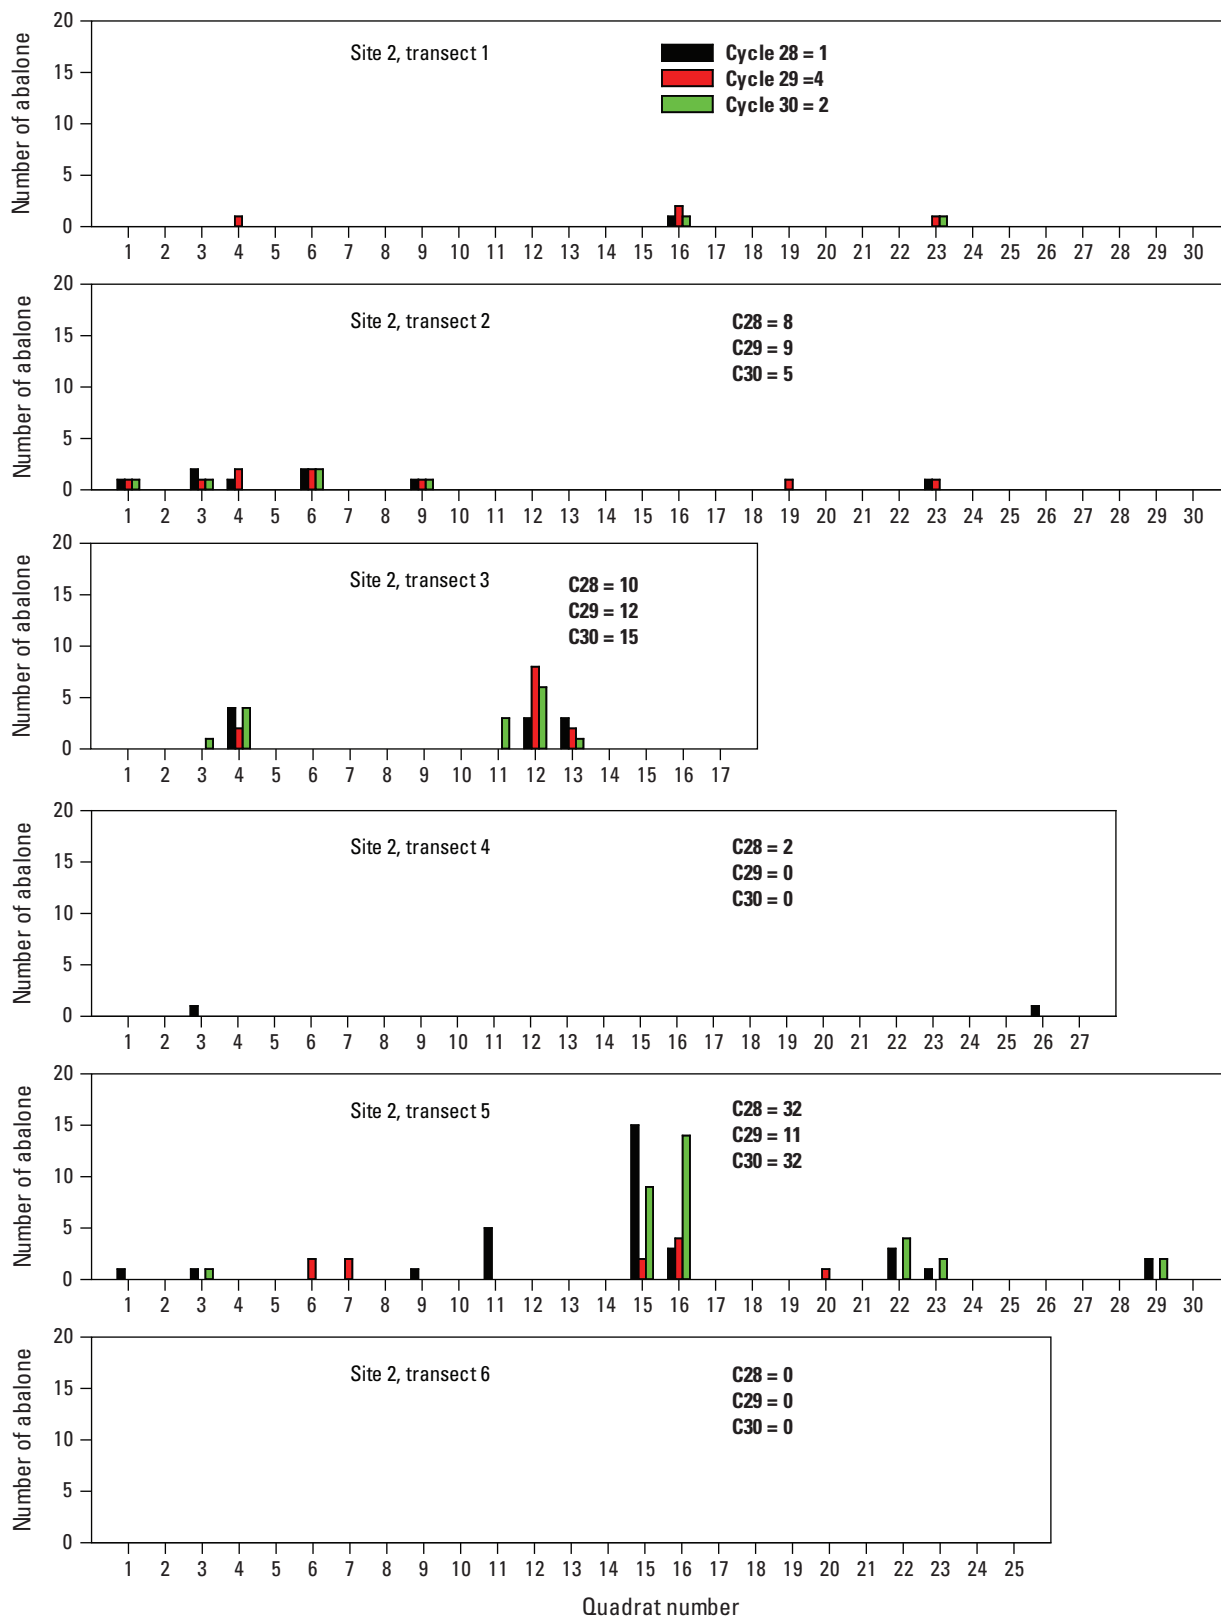 Number of abalone
20
15
10
5
0
Site 2, transect 1
Cycle 28 = 1
Cycle 29 =4
Cycle 30 = 2
1 2 3 4 5 6 7 8 9 10 11 12 13 14 15 16 17 18 19 20 21 22 23 24 25 26 27 28 29 30
Number of abalone
20
15
10
5
0
Site 2, transect 2
C28 = 8
C29 = 9
C30 = 5
1 2 3 4 5 6 7 8 9 10 11 12 13 14 15 16 17 18 19 20 21 22 23 24 25 26 27 28 29 30
Number of abalone
20
15
10
5
0
Site 2, transect 3
C28 = 10
C29 = 12
C30 = 15
1 2 3 4 5 6 7 8 9 10 11 12 13 14 15 16 17
Number of abalone
20
15
10
5
0
Site 2, transect 4
C28 = 2
C29 = 0
C30 = 0
1 2 3 4 5 6 7 8 9 10 11 12 13 14 15 16 17 18 19 20 21 22 23 24 25 26 27
Number of abalone
20
15
10
5
0
Site 2, transect 5
C28 = 32
C29 = 11
C30 = 32
1 2 3 4 5 6 7 8 9 10 11 12 13 14 15 16 17 18 19 20 21 22 23 24 25 26 27 28 29 30
Number of abalone
20
15
10
5
0
Site 2, transect 6
C28 = 0
C29 = 0
C30 = 0
1 2 3 4 5 6 7 8 9 10 11 12 13 14 15 16 17 18 19 20 21 22 23 24 25
Quadrat number